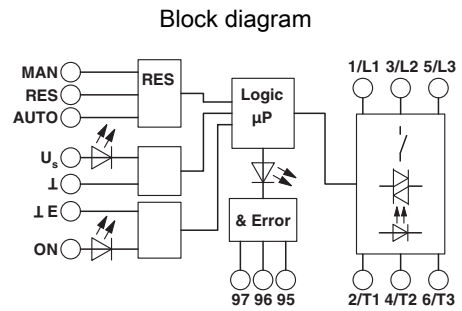 Block diagram
1/L1 3/L2 5/L3
MAN
RES
AUTO
RES
Logic
µP
Us
⊥
⊥ E
ON
& Error
97 96 95
2/T1 4/T2 6/T3